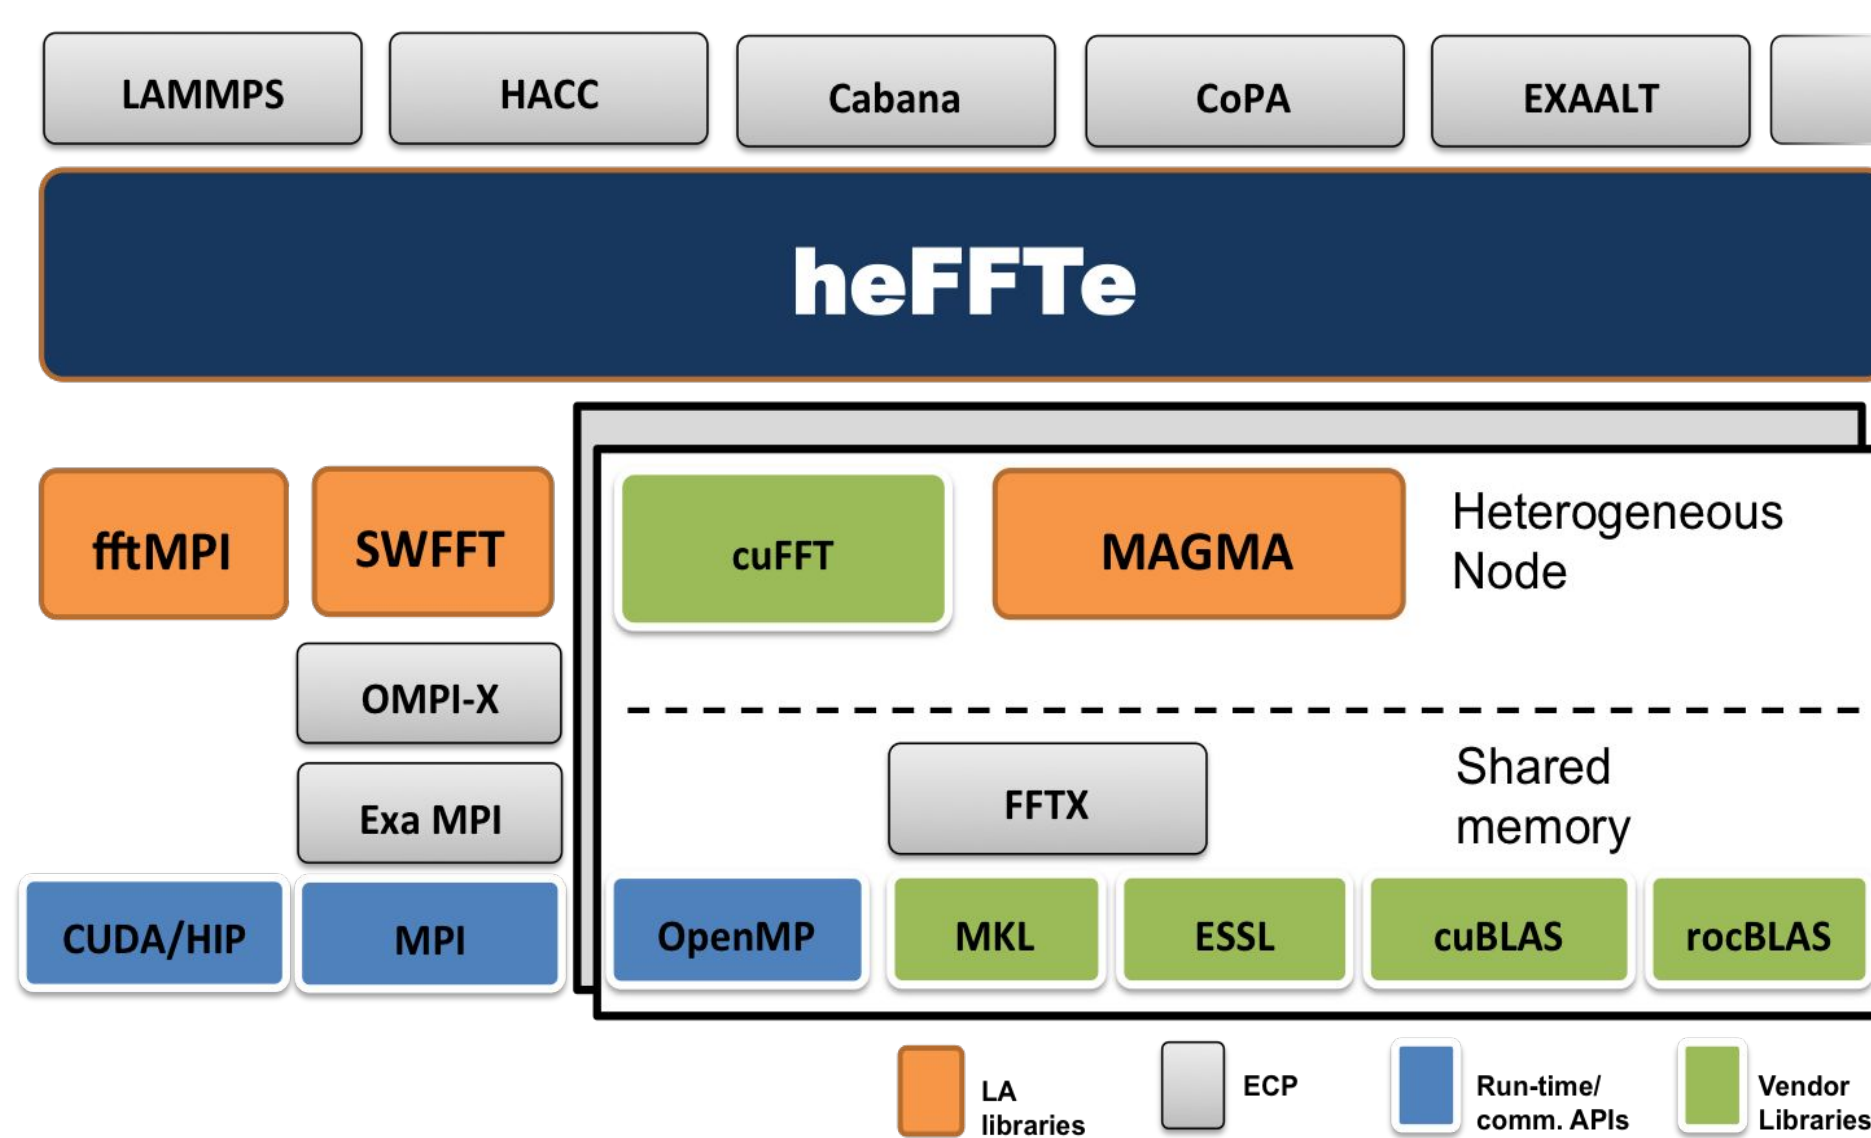 LAMMPS
HACC
Cabana
CoPA
EXAALT
heFFTe
fftMPI
SWFFT
cuFFT
MAGMA
Heterogeneous
Node
OMPI-X
Exa MPI
FFTX
Shared
memory
CUDA/HIP
MPI
OpenMP
MKL
ESSL
cuBLAS
rocBLAS
LA
libraries
ECP
Run-time/
comm. APIs
Vendor
Libraries